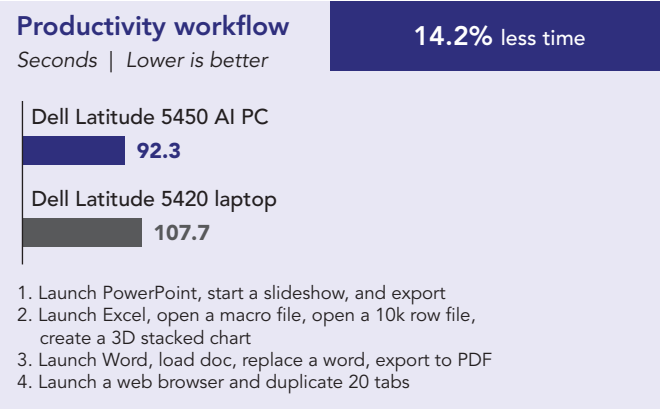 Productivity workflow
Seconds | Lower is better
14.2% less time
Dell Latitude 5450 AI PC
92.3
Dell Latitude 5420 laptop
107.7
1. Launch PowerPoint, start a slideshow, and export
2. Launch Excel, open a macro file, open a 10k row file,
create a 3D stacked chart
3. Launch Word, load doc, replace a word, export to PDF
4. Launch a web browser and duplicate 20 tabs